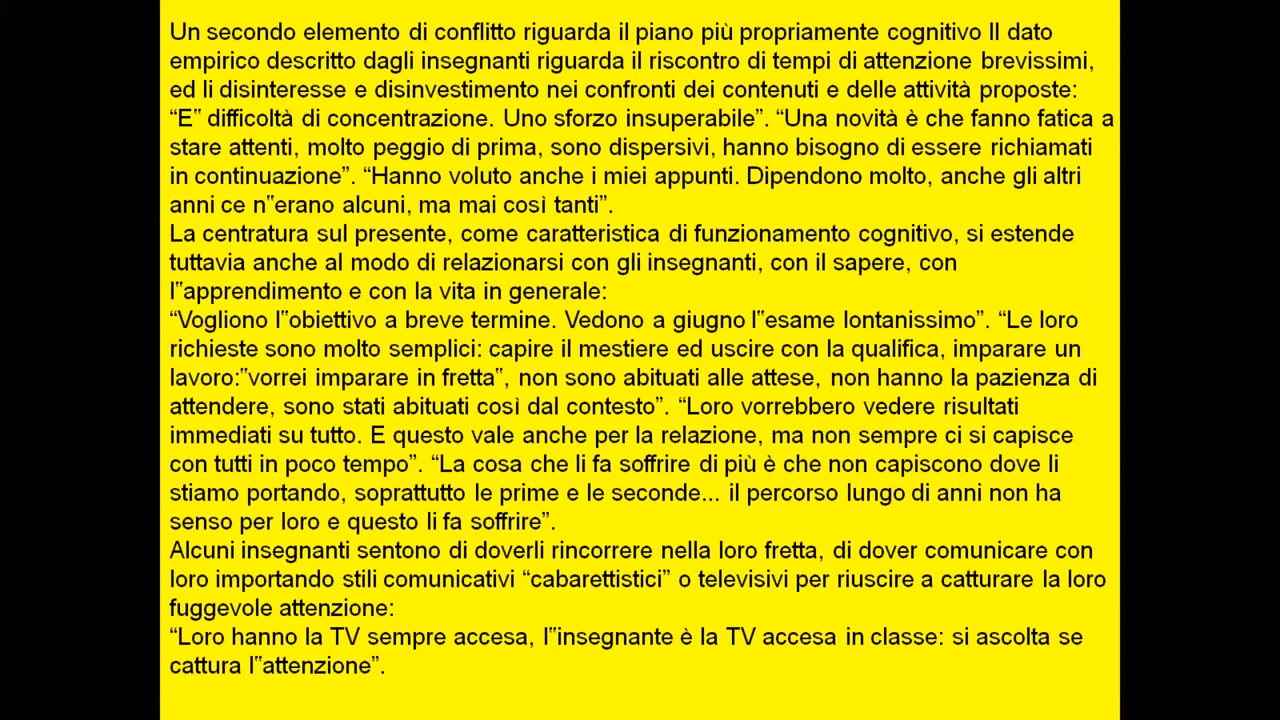 Un secondo elemento di conflitto riguarda il piano più propriamente cognitivo Il dato
empirico descritto dagli insegnanti riguarda il riscontro di tempi di attenzione brevissimi,
ed li disinteresse e disinvestimento nei confronti dei contenuti e delle attività proposte:
“E‟ difficoltà di concentrazione. Uno sforzo insuperabile”. “Una novità è che fanno fatica a
stare attenti, molto peggio di prima, sono dispersivi, hanno bisogno di essere richiamati
in continuazione”. “Hanno voluto anche i miei appunti. Dipendono molto, anche gli altri
anni ce n‟erano alcuni, ma mai così tanti”.
La centratura sul presente, come caratteristica di funzionamento cognitivo, si estende
tuttavia anche al modo di relazionarsi con gli insegnanti, con il sapere, con
l‟apprendimento e con la vita in generale:
“Vogliono l‟obiettivo a breve termine. Vedono a giugno l‟esame lontanissimo”. “Le loro
richieste sono molto semplici: capire il mestiere ed uscire con la qualifica, imparare un
lavoro:‟vorrei imparare in fretta‟, non sono abituati alle attese, non hanno la pazienza di
attendere, sono stati abituati così dal contesto”. “Loro vorrebbero vedere risultati
immediati su tutto. E questo vale anche per la relazione, ma non sempre ci si capisce
con tutti in poco tempo”. “La cosa che li fa soffrire di più è che non capiscono dove li
stiamo portando, soprattutto le prime e le seconde... il percorso lungo di anni non ha
senso per loro e questo li fa soffrire”.
Alcuni insegnanti sentono di doverli rincorrere nella loro fretta, di dover comunicare con
loro importando stili comunicativi “cabarettistici” o televisivi per riuscire a catturare la loro
fuggevole attenzione:
“Loro hanno la TV sempre accesa, l‟insegnante è la TV accesa in classe: si ascolta se
cattura l‟attenzione”.